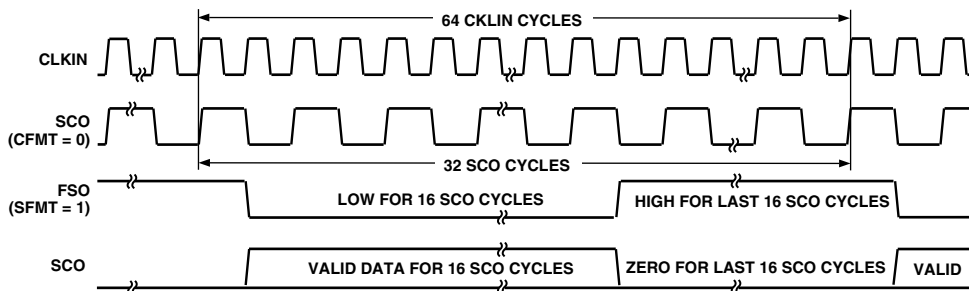 64 CKLIN CYCLES
CLKIN
SCO
(CFMT = 0)
32 SCO CYCLES
FSO
(SFMT = 1)
LOW FOR 16 SCO CYCLES
HIGH FOR LAST 16 SCO CYCLES
SCO
VALID DATA FOR 16 SCO CYCLES
ZERO FOR LAST 16 SCO CYCLES
VALID